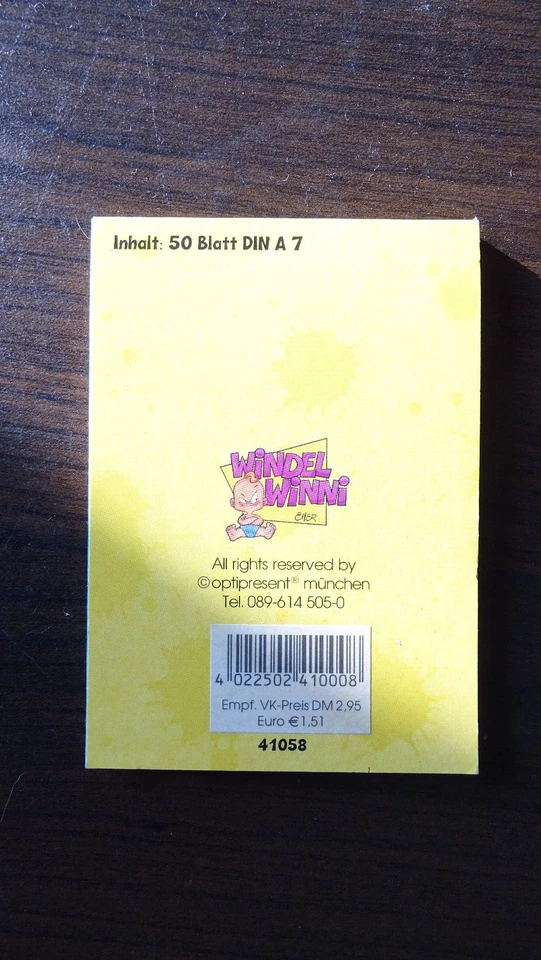 Inhalt: 50 Blatt DIN A 7
WiNDEL
WiNNi
All rights reserved by
©optipresent® münchen
Tel. 089-614 505-0
4 022502 410008
Empf. VK-Preis DM 2,95
Euro € 1,51
41058